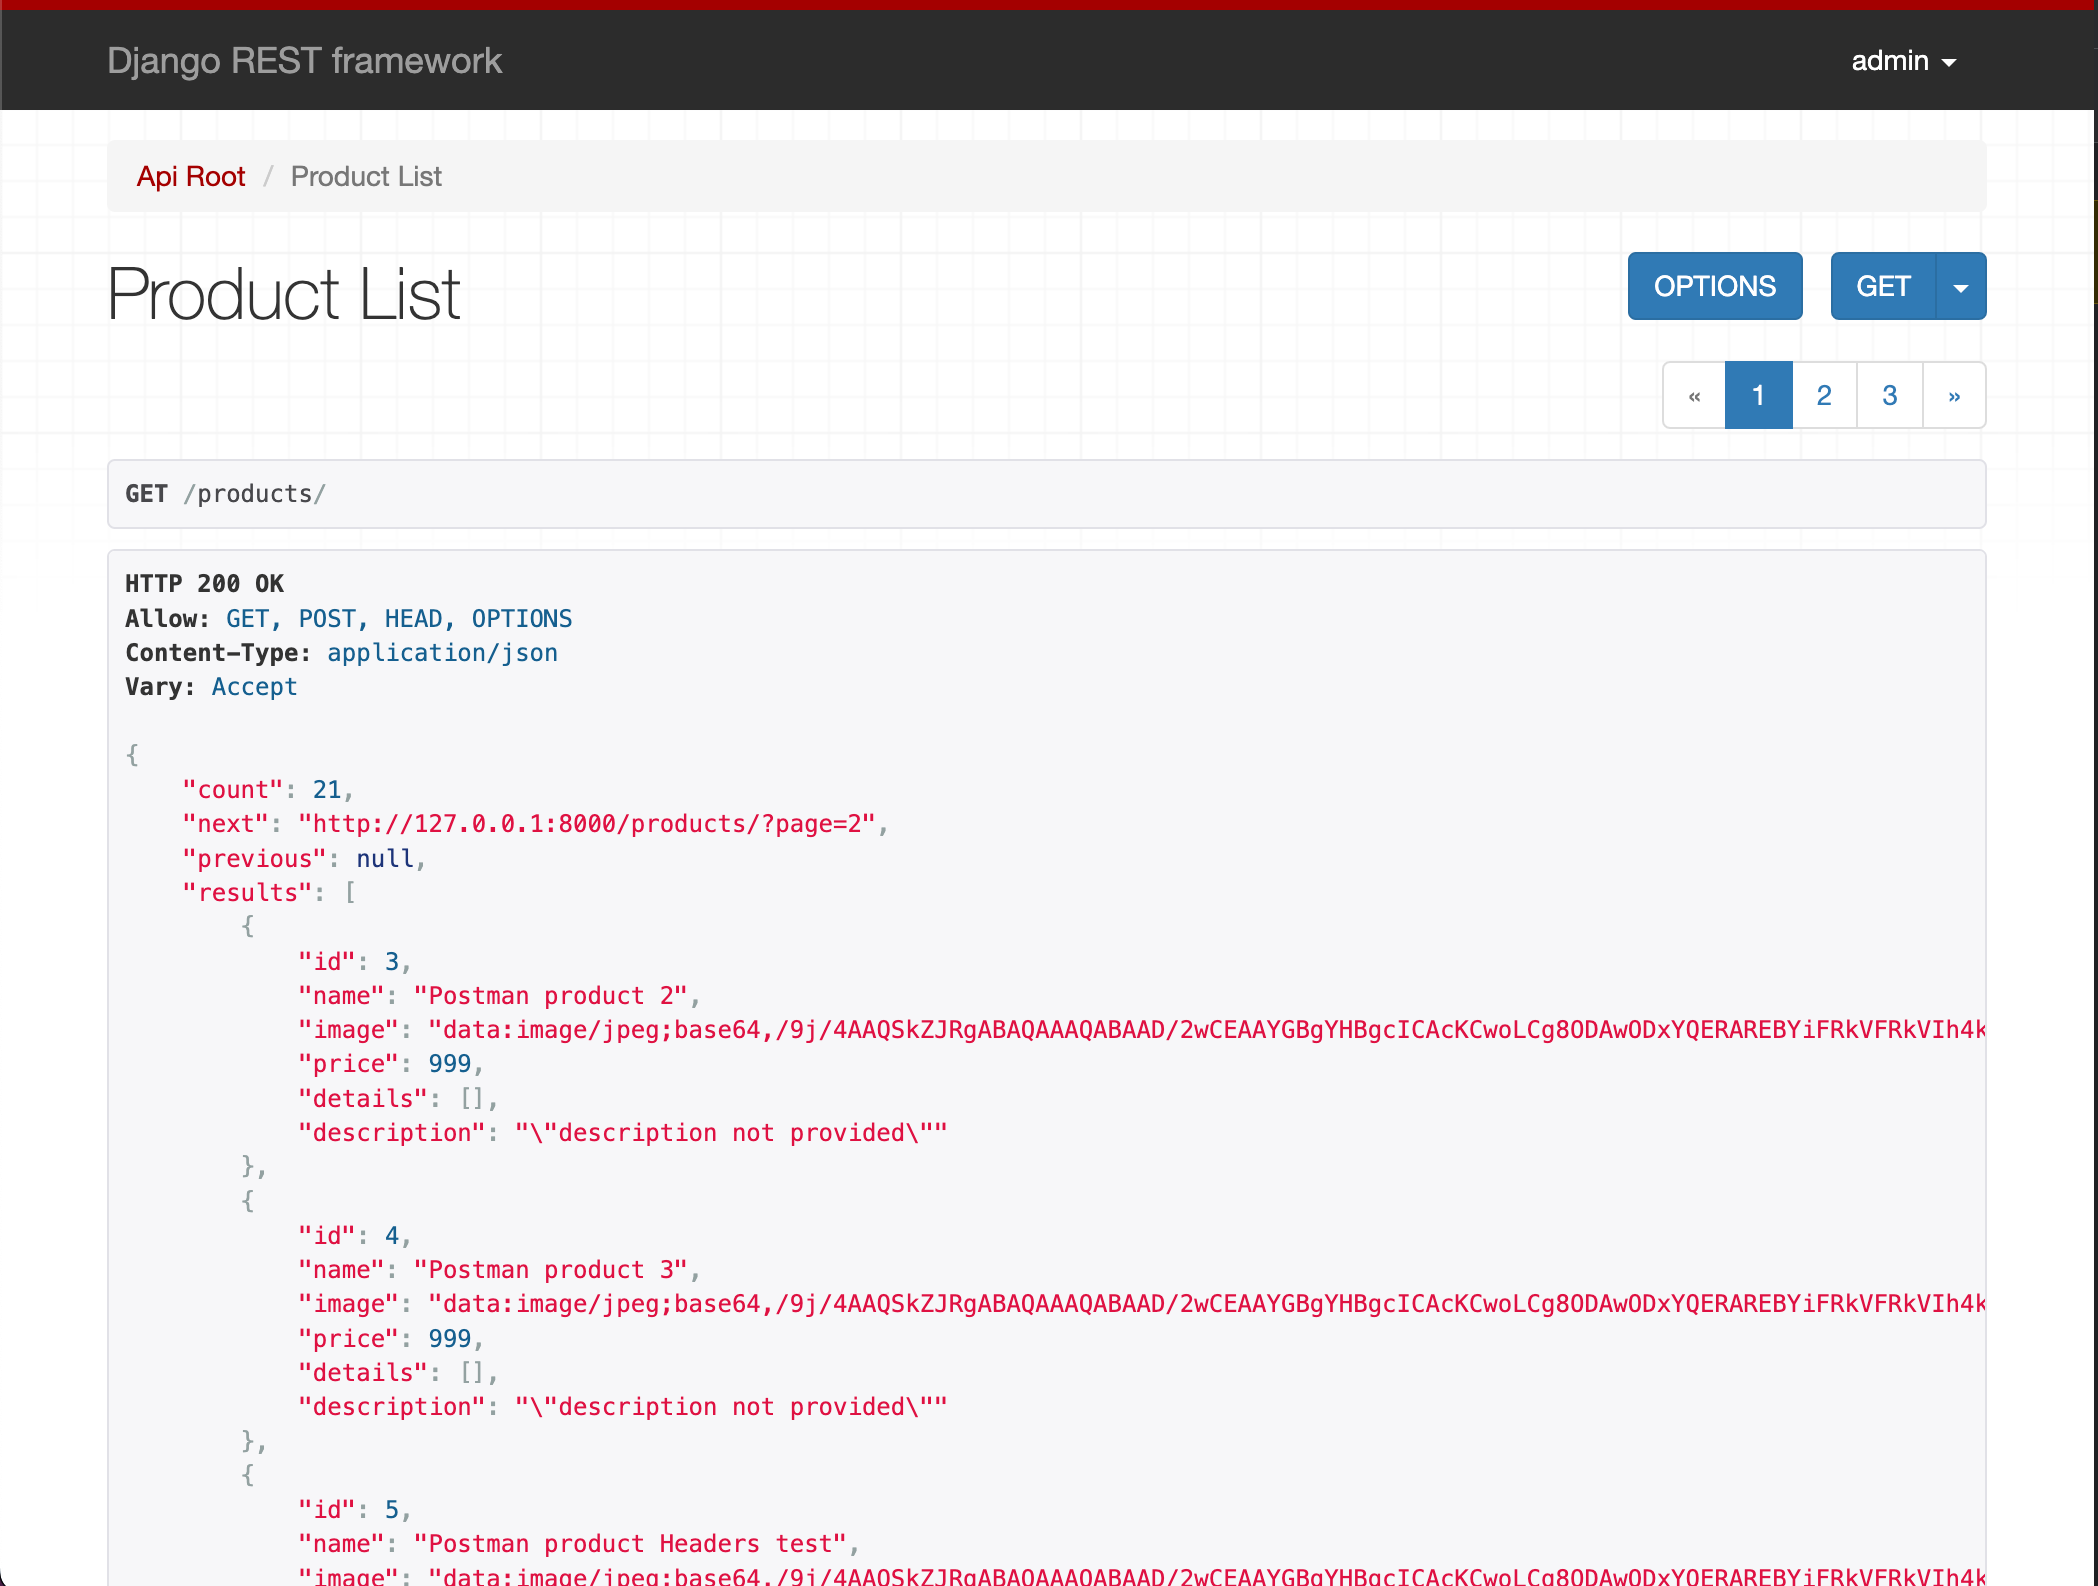 Django REST framework
admin
Api Root / Product List
Product List
OPTIONS
GET
« 1 2 3 »
GET /products/
HTTP 200 OK
Allow: GET, POST, HEAD, OPTIONS
Content-Type: application/json
Vary: Accept
{
"count": 21,
"next": "http://127.0.0.1:8000/products/?page=2",
"previous": null,
"results": [
{
"id": 3,
"name": "Postman product 2",
"image": "data:image/jpeg;base64,/9j/4AAQSkZJRgABAQAAAQABAAD/2wCEAAYGBgYHBgcICAcKCwoLCg8ODAwODxYQERAREBYiFRkVFRkVIh4k
"price": 999,
"details": [],
"description": "\"description not provided\""
},
{
"id": 4,
"name": "Postman product 3",
"image": "data:image/jpeg;base64,/9j/4AAQSkZJRgABAQAAAQABAAD/2wCEAAYGBgYHBgcICAcKCwoLCg8ODAwODxYQERAREBYiFRkVFRkVIh4k
"price": 999,
"details": [],
"description": "\"description not provided\""
},
{
"id": 5,
"name": "Postman product Headers test",
"image": "data:image/jpeg;base64,/9j/4AAQSkZJRgABAQAAAQABAAD/2wCEAAYGBgYHBgcICAcKCwoLCg8ODAwODxYQERAREBYiFRkVFRkVIh4k